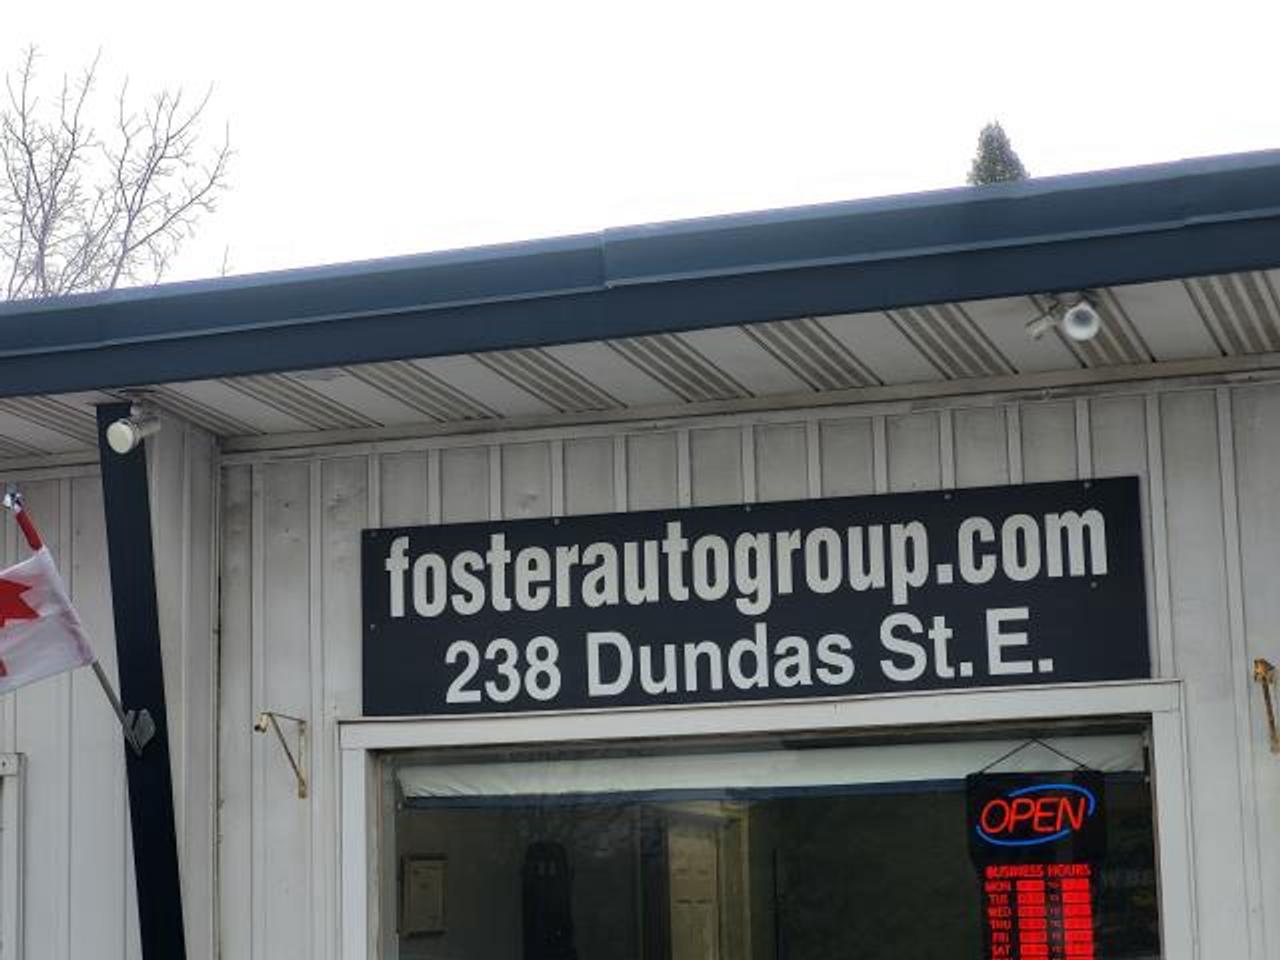 fosterautogroup.com
238 Dundas St. E.
OPEN
BUSINESS HOURS
MON
TUE
WED
THU
FRI
SAT